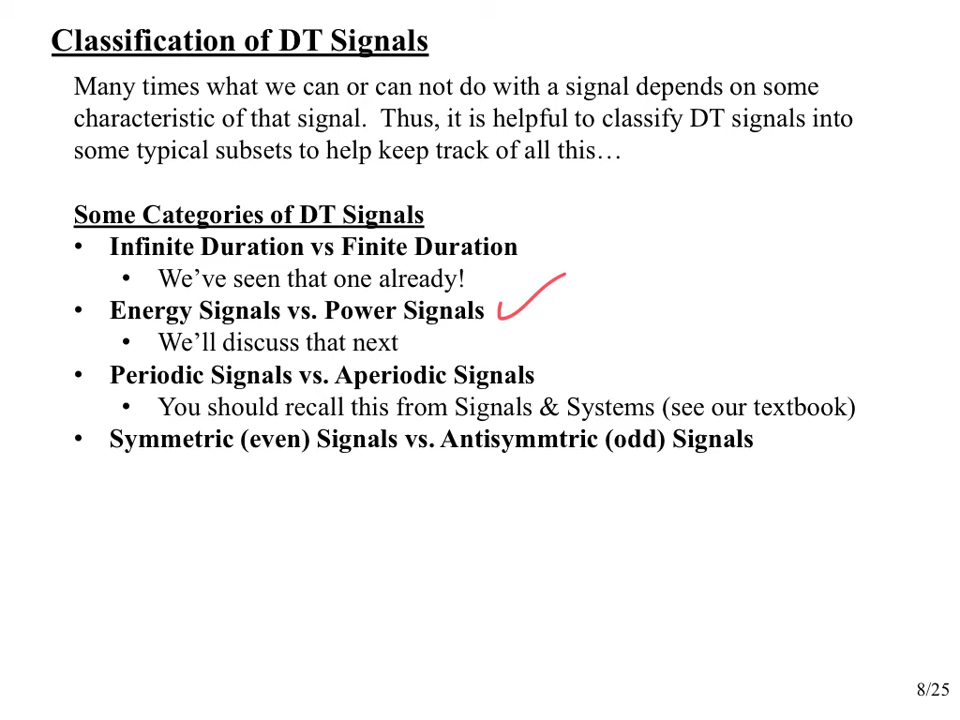 Classification of DT Signals
Many times what we can or can not do with a signal depends on some
characteristic of that signal.  Thus, it is helpful to classify DT signals into
some typical subsets to help keep track of all this…
Some Categories of DT Signals
• Infinite Duration vs Finite Duration
• We've seen that one already!
• Energy Signals vs. Power Signals
• We'll discuss that next
• Periodic Signals vs. Aperiodic Signals
• You should recall this from Signals & Systems (see our textbook)
• Symmetric (even) Signals vs. Antisymmtric (odd) Signals
8/25